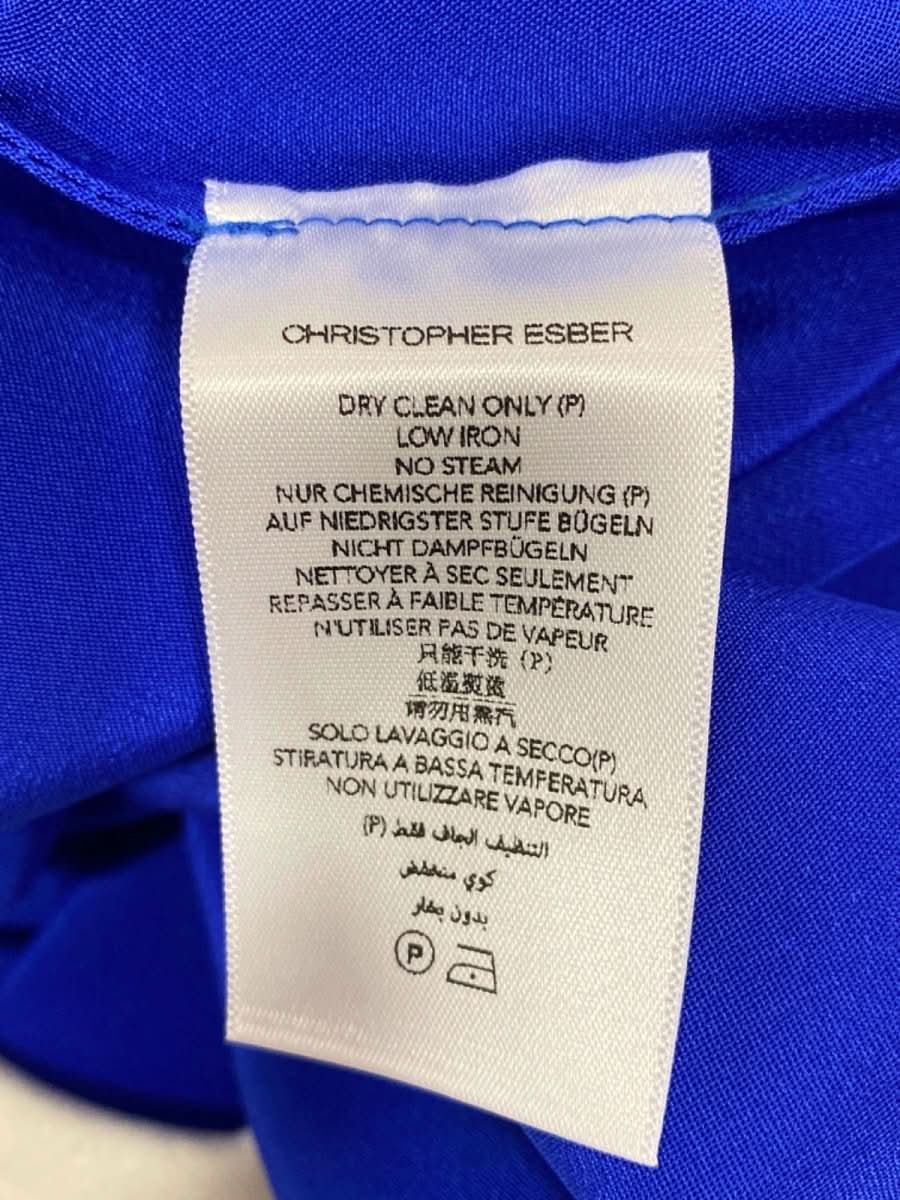 CHRISTOPHER ESBER
DRY CLEAN ONLY (P)
LOW IRON
NO STEAM
NUR CHEMISCHE REINIGUNG (P)
AUF NIEDRIGSTER STUFE BÜGELN
NICHT DAMPFBÜGELN
NETTOYER À SEC SEULEMENT
REPASSER À FAIBLE TEMPÉRATURE
N'UTILISER PAS DE VAPEUR
只能干洗 (P)
低温熨烫
请勿用蒸汽
SOLO LAVAGGIO A SECCO(P)
STIRATURA A BASSA TEMPERATURA
NON UTILIZZARE VAPORE
التنظيف الجاف فقط (P)
كوي منخفض
بدون بخار
P